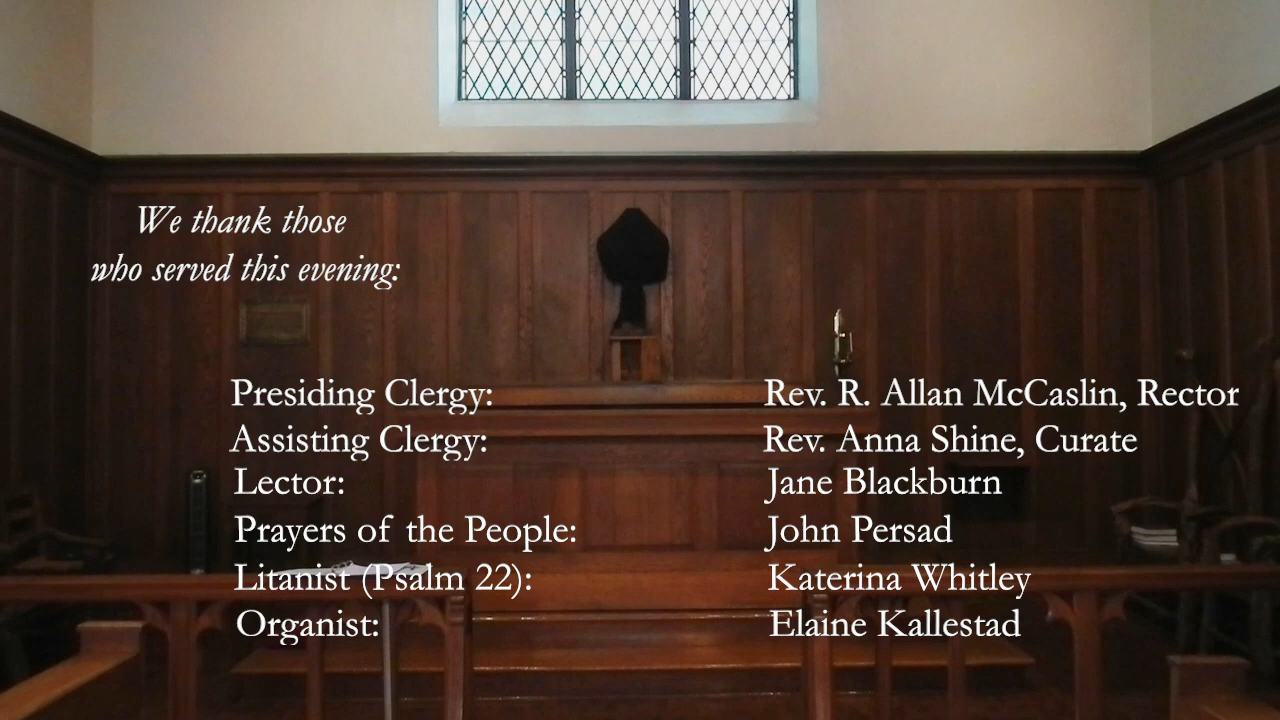 We thank those
who served this evening:
Presiding Clergy: Rev. R. Allan McCaslin, Rector
Assisting Clergy: Rev. Anna Shine, Curate
Lector: Jane Blackburn
Prayers of the People: John Persad
Litanist (Psalm 22): Katerina Whitley
Organist: Elaine Kallestad